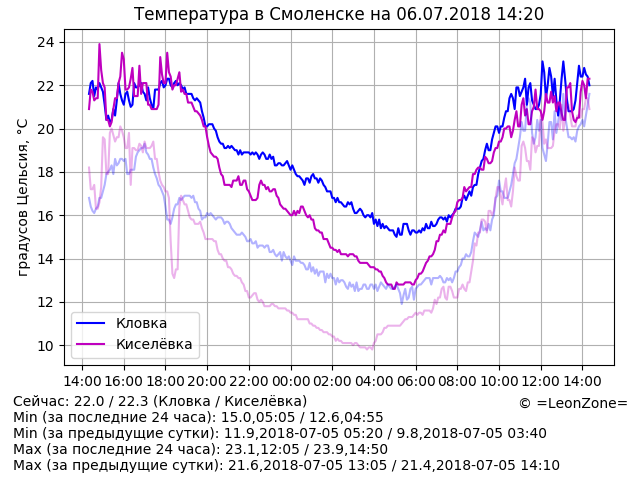 Температура в Смоленске на 06.07.2018 14:20
градусов Цельсия, °C
24
22
20
18
16
14
12
10
Кловка
Киселёвка
14:00 16:00 18:00 20:00 22:00 00:00 02:00 04:00 06:00 08:00 10:00 12:00 14:00
Сейчас: 22.0 / 22.3 (Кловка / Киселёвка)
© =LeonZone=
Min (за последние 24 часа): 15.0,05:05 / 12.6,04:55
Min (за предыдущие сутки): 11.9,2018-07-05 05:20 / 9.8,2018-07-05 03:40
Max (за последние 24 часа): 23.1,12:05 / 23.9,14:50
Max (за предыдущие сутки): 21.6,2018-07-05 13:05 / 21.4,2018-07-05 14:10